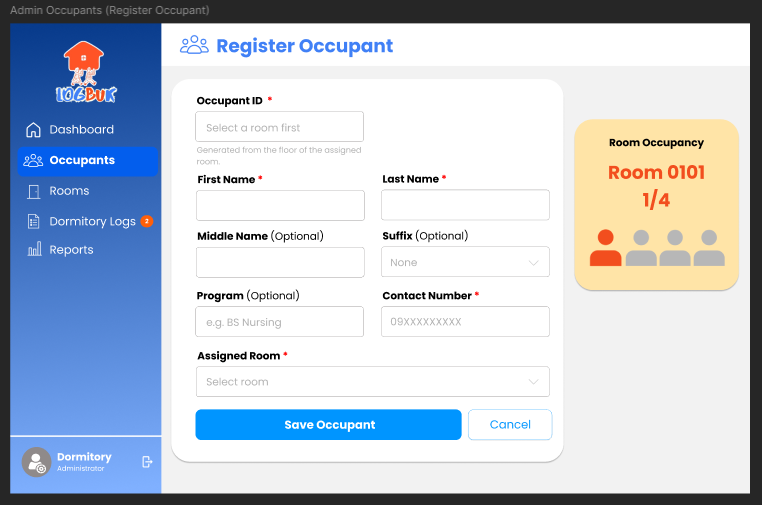 Admin Occupants (Register Occupant)
LOGBUK
Register Occupant
Dashboard
Occupants
Rooms
Dormitory Logs 2
Reports
Dormitory
Administrator
Occupant ID *
Select a room first
Generated from the floor of the assigned
room.
First Name *
Last Name *
Middle Name (Optional)
Suffix (Optional)
None
Program (Optional)
Contact Number *
e.g. BS Nursing
09XXXXXXXXX
Assigned Room *
Select room
Save Occupant
Cancel
Room Occupancy
Room 0101
1/4